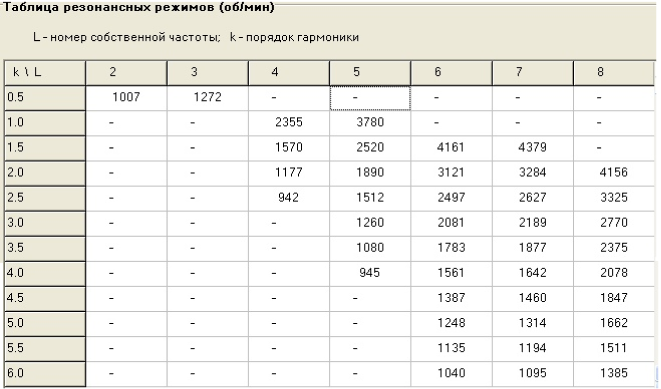 Таблица резонансных режимов (об/мин)
L - номер собственной частоты; k - порядок гармоники
k \ L 2 3 4 5 6 7 8
0.5 1007 1272 - - - - -
1.0 - - 2355 3780 - - -
1.5 - - 1570 2520 4161 4379 -
2.0 - - 1177 1890 3121 3284 4156
2.5 - - 942 1512 2497 2627 3325
3.0 - - - 1260 2081 2189 2770
3.5 - - - 1080 1783 1877 2375
4.0 - - - 945 1561 1642 2078
4.5 - - - - 1387 1460 1847
5.0 - - - - 1248 1314 1662
5.5 - - - - 1135 1194 1511
6.0 - - - - 1040 1095 1385